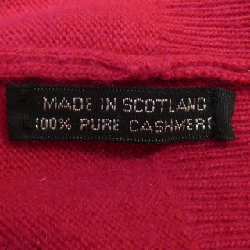 MADE IN SCOTLAND
100% PURE CASHMERE